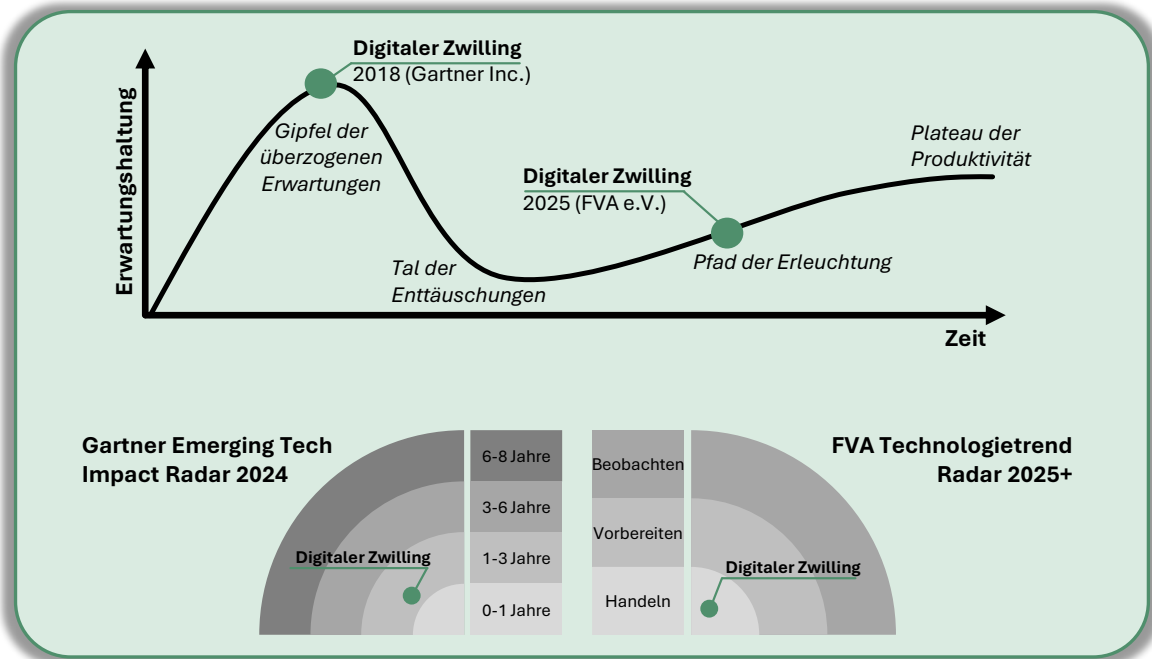 Digitaler Zwilling
2018 (Gartner Inc.)
Erwartungshaltung
Gipfel der
überzogenen
Erwartungen
Plateau der
Produktivität
Digitaler Zwilling
2025 (FVA e.V.)
Tal der
Enttäuschungen
Pfad der Erleuchtung
Zeit
Gartner Emerging Tech
Impact Radar 2024
6-8 Jahre
3-6 Jahre
1-3 Jahre
0-1 Jahre
Digitaler Zwilling
Beobachten
Vorbereiten
Handeln
FVA Technologietrend
Radar 2025+
Digitaler Zwilling